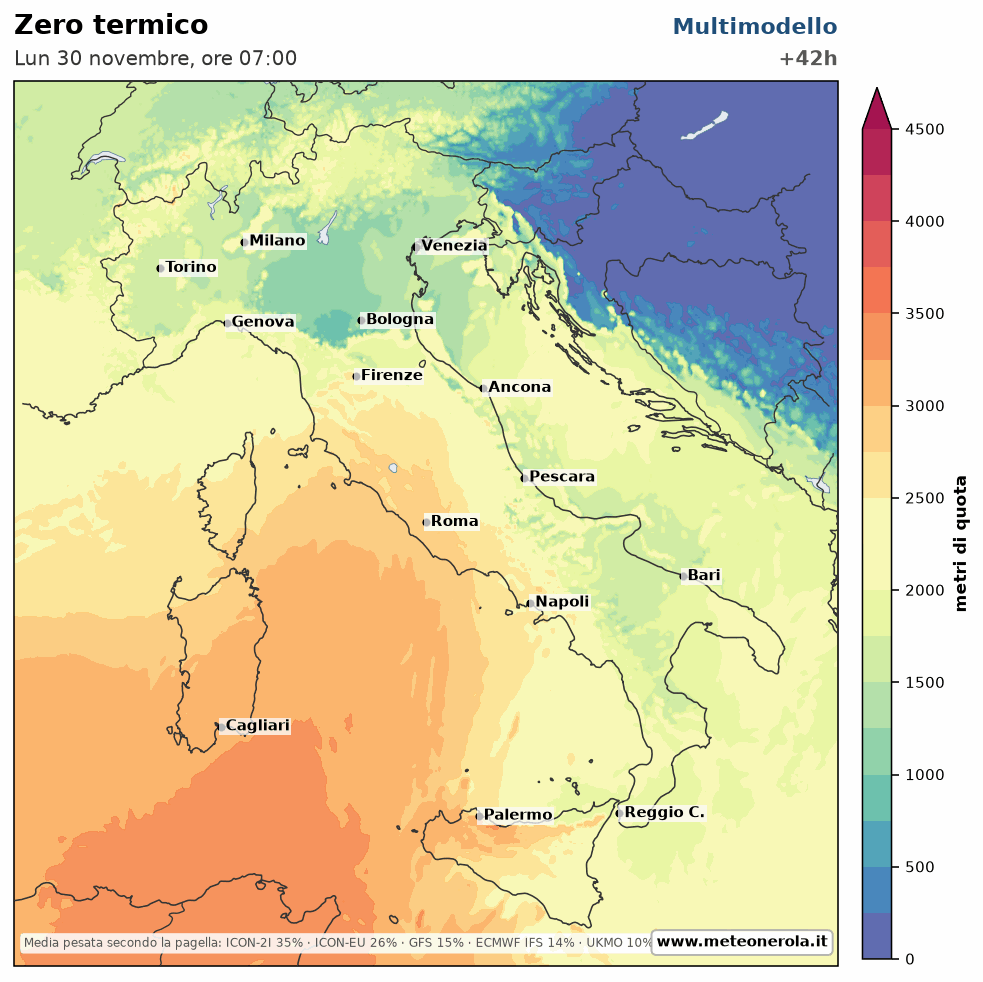 Zero termico
Multimodello
Lun 30 novembre, ore 07:00
+42h
4500
4000
3500
3000
2500
2000
1500
1000
500
0
metri di quota
Milano
Venezia
Torino
Genova
Bologna
Firenze
Ancona
Pescara
Roma
Bari
Napoli
Cagliari
Palermo
Reggio C.
Media pesata secondo la pagella: ICON-2I 35% · ICON-EU 26% · GFS 15% · ECMWF IFS 14% · UKMO 10%
www.meteonerola.it